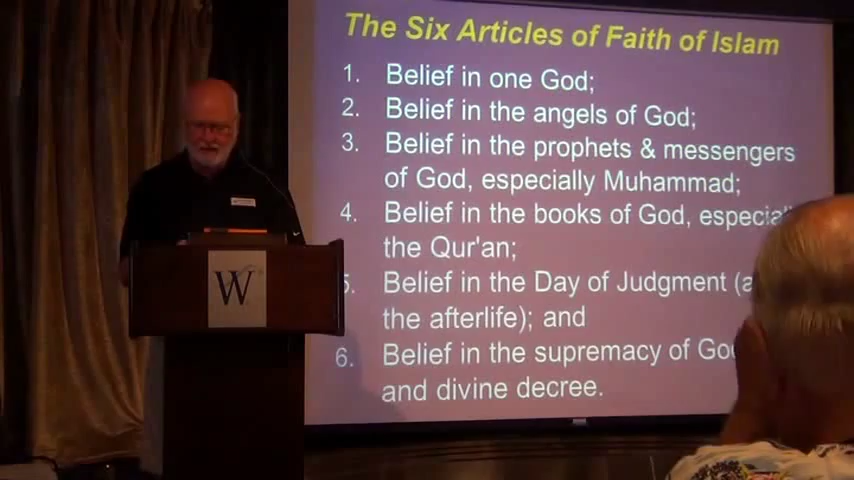 The Six Articles of Faith of Islam
1. Belief in one God;
2. Belief in the angels of God;
3. Belief in the prophets & messengers
of God, especially Muhammad;
4. Belief in the books of God,
the Qur'an;
5. Belief in the Day of Judgment
the afterlife); and
6. Belief in the supremacy of
and divine decree.
W